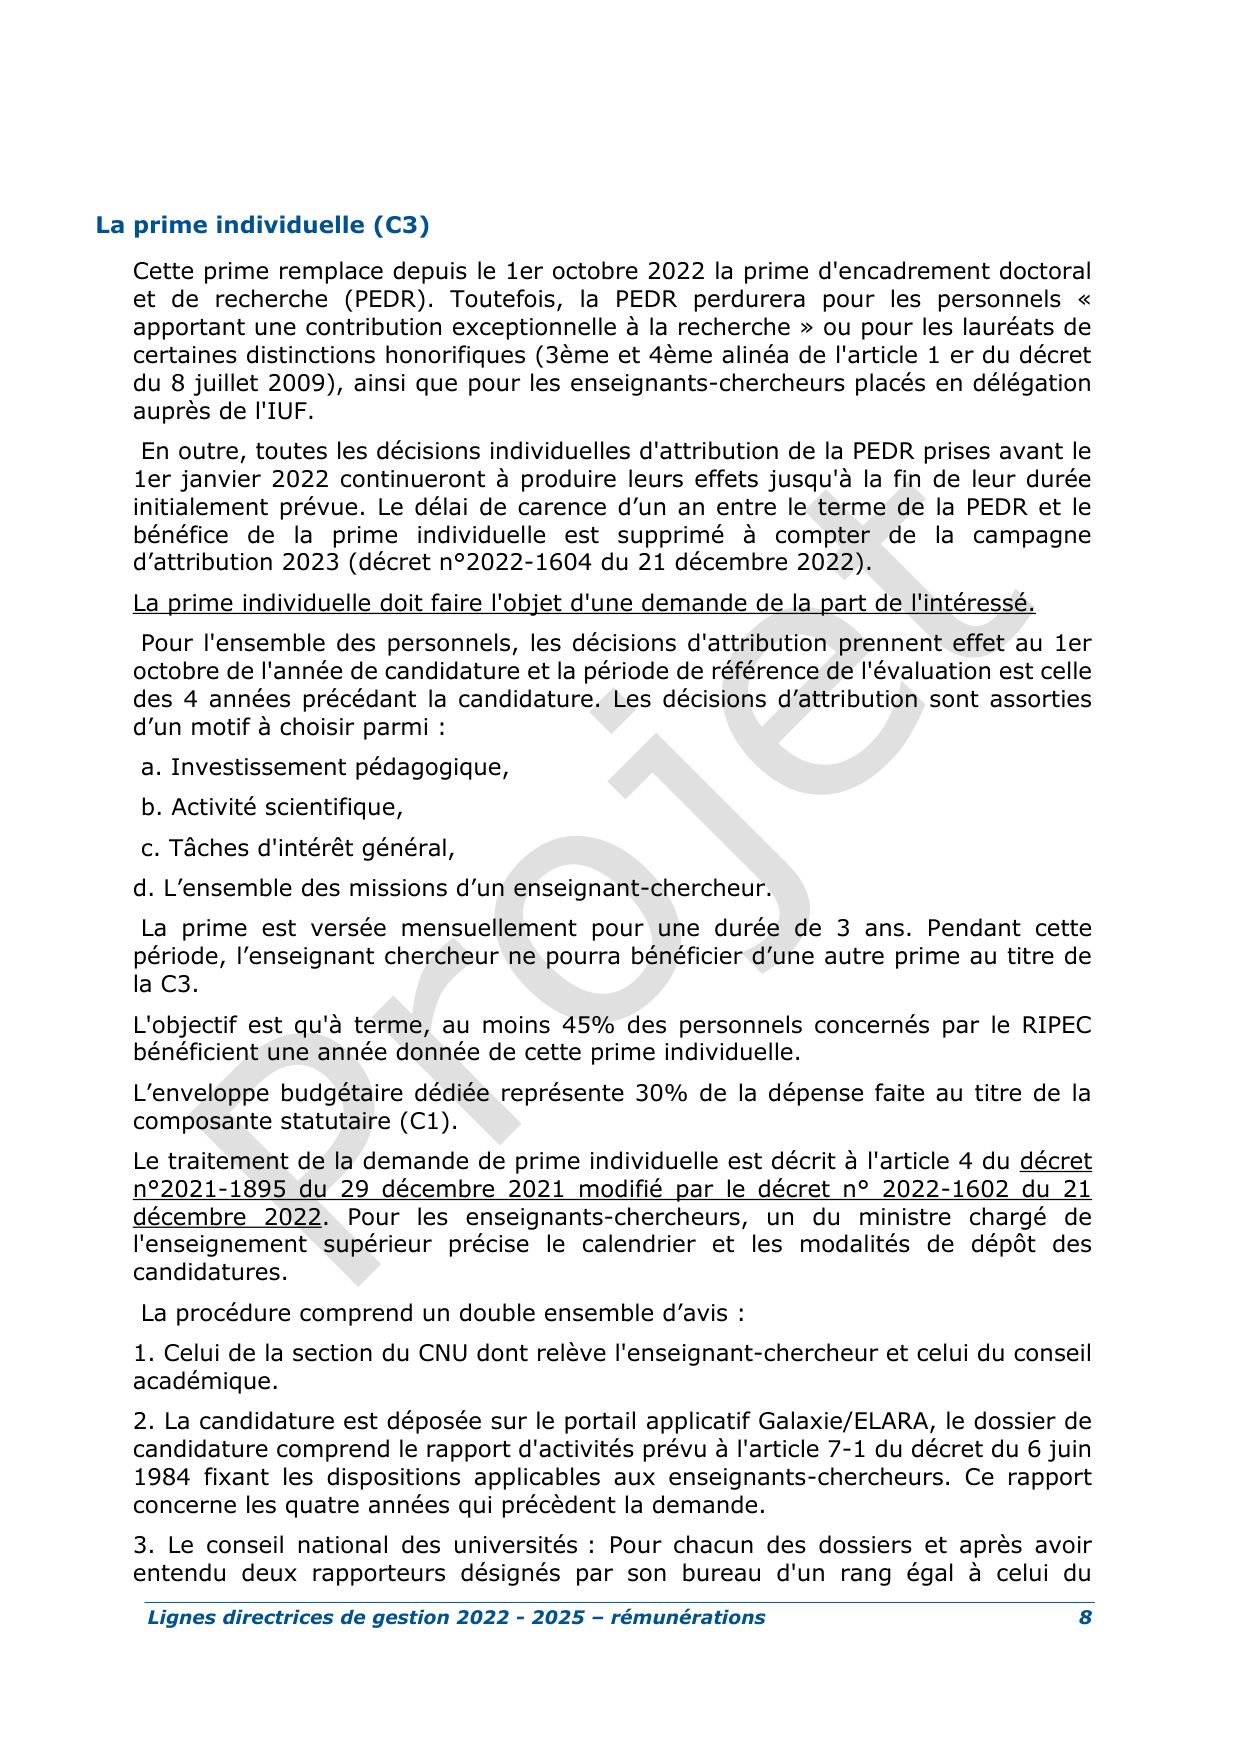 La prime individuelle (C3)
Cette prime remplace depuis le 1er octobre 2022 la prime d'encadrement doctoral
et de recherche (PEDR). Toutefois, la PEDR perdurera pour les personnels «
apportant une contribution exceptionnelle à la recherche » ou pour les lauréats de
certaines distinctions honorifiques (3ème et 4ème alinéa de l'article 1 er du décret
du 8 juillet 2009), ainsi que pour les enseignants-chercheurs placés en délégation
auprès de l'IUF.
En outre, toutes les décisions individuelles d'attribution de la PEDR prises avant le
1er janvier 2022 continueront à produire leurs effets jusqu'à la fin de leur durée
initialement prévue. Le délai de carence d’un an entre le terme de la PEDR et le
bénéfice de la prime individuelle est supprimé à compter de la campagne
d’attribution 2023 (décret n°2022-1604 du 21 décembre 2022).
La prime individuelle doit faire l'objet d'une demande de la part de l'intéressé.
Pour l'ensemble des personnels, les décisions d'attribution prennent effet au 1er
octobre de l'année de candidature et la période de référence de l'évaluation est celle
des 4 années précédant la candidature. Les décisions d’attribution sont assorties
d’un motif à choisir parmi :
a. Investissement pédagogique,
b. Activité scientifique,
c. Tâches d'intérêt général,
d. L’ensemble des missions d’un enseignant-chercheur.
La prime est versée mensuellement pour une durée de 3 ans. Pendant cette
période, l’enseignant chercheur ne pourra bénéficier d’une autre prime au titre de
la C3.
L'objectif est qu'à terme, au moins 45% des personnels concernés par le RIPEC
bénéficient une année donnée de cette prime individuelle.
L’enveloppe budgétaire dédiée représente 30% de la dépense faite au titre de la
composante statutaire (C1).
Le traitement de la demande de prime individuelle est décrit à l'article 4 du décret
n°2021-1895 du 29 décembre 2021 modifié par le décret n° 2022-1602 du 21
décembre 2022. Pour les enseignants-chercheurs, un du ministre chargé de
l'enseignement supérieur précise le calendrier et les modalités de dépôt des
candidatures.
La procédure comprend un double ensemble d’avis :
1. Celui de la section du CNU dont relève l'enseignant-chercheur et celui du conseil
académique.
2. La candidature est déposée sur le portail applicatif Galaxie/ELARA, le dossier de
candidature comprend le rapport d'activités prévu à l'article 7-1 du décret du 6 juin
1984 fixant les dispositions applicables aux enseignants-chercheurs. Ce rapport
concerne les quatre années qui précèdent la demande.
3. Le conseil national des universités : Pour chacun des dossiers et après avoir
entendu deux rapporteurs désignés par son bureau d'un rang égal à celui du
Lignes directrices de gestion 2022 - 2025 – rémunérations 8
Projet